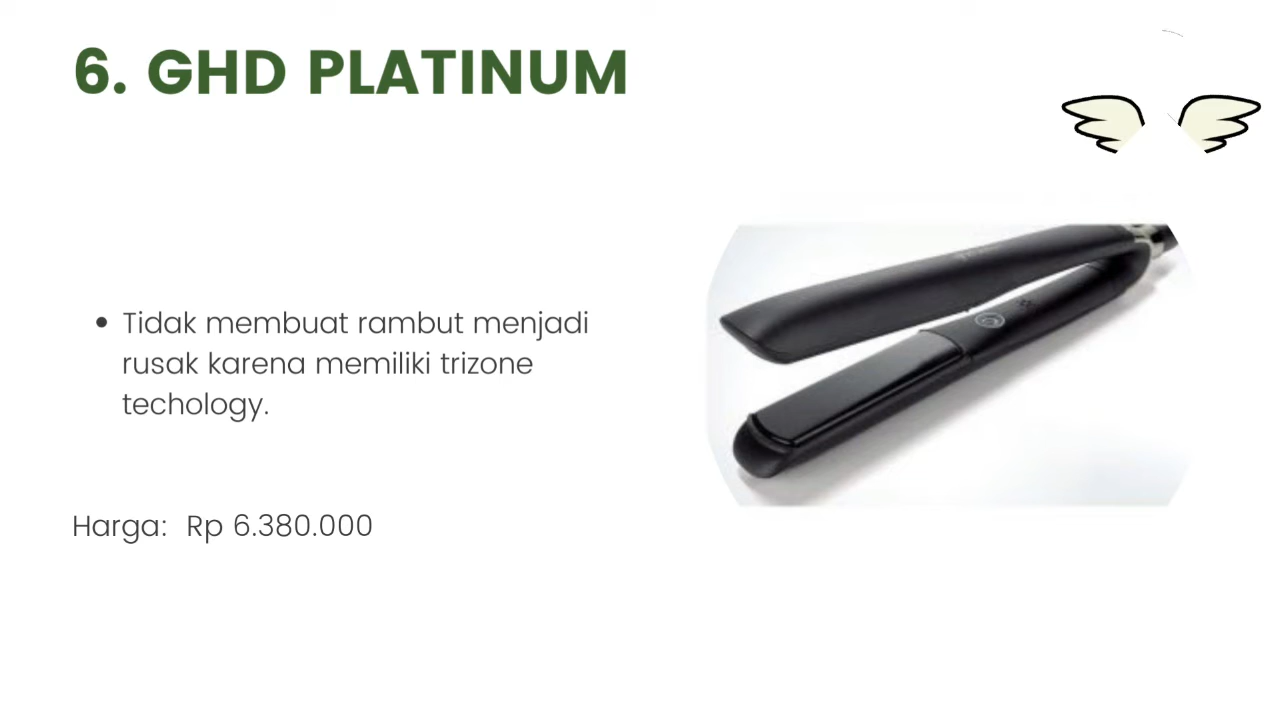 6. GHD PLATINUM
• Tidak membuat rambut menjadi
rusak karena memiliki trizone
techology.
Harga: Rp 6.380.000